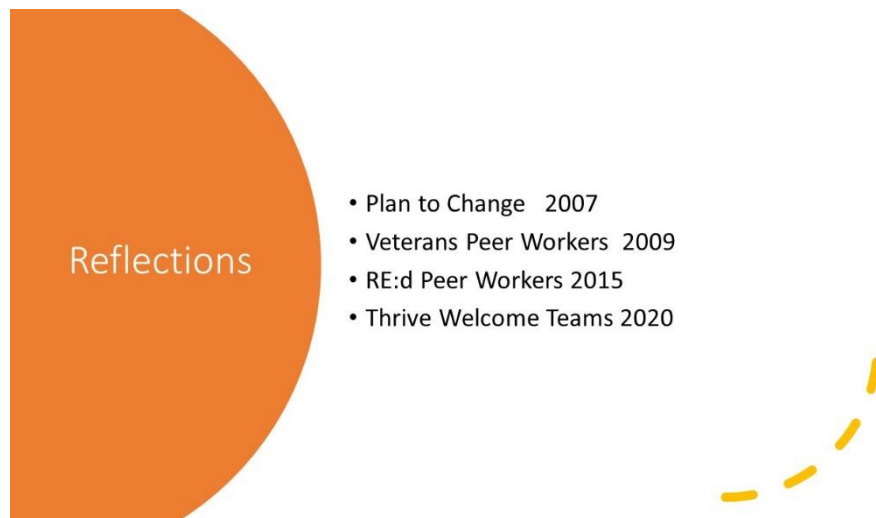 Reflections
• Plan to Change 2007
• Veterans Peer Workers 2009
• RE:d Peer Workers 2015
• Thrive Welcome Teams 2020